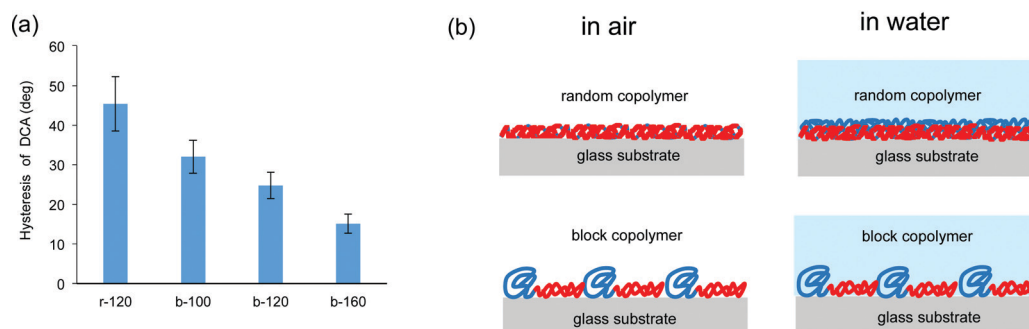 (a)
Hysteresis of DCA (deg)
60
50
40
30
20
10
0
r-120 b-100 b-120 b-160
(b)
in air in water
random copolymer random copolymer
glass substrate glass substrate
block copolymer block copolymer
glass substrate glass substrate